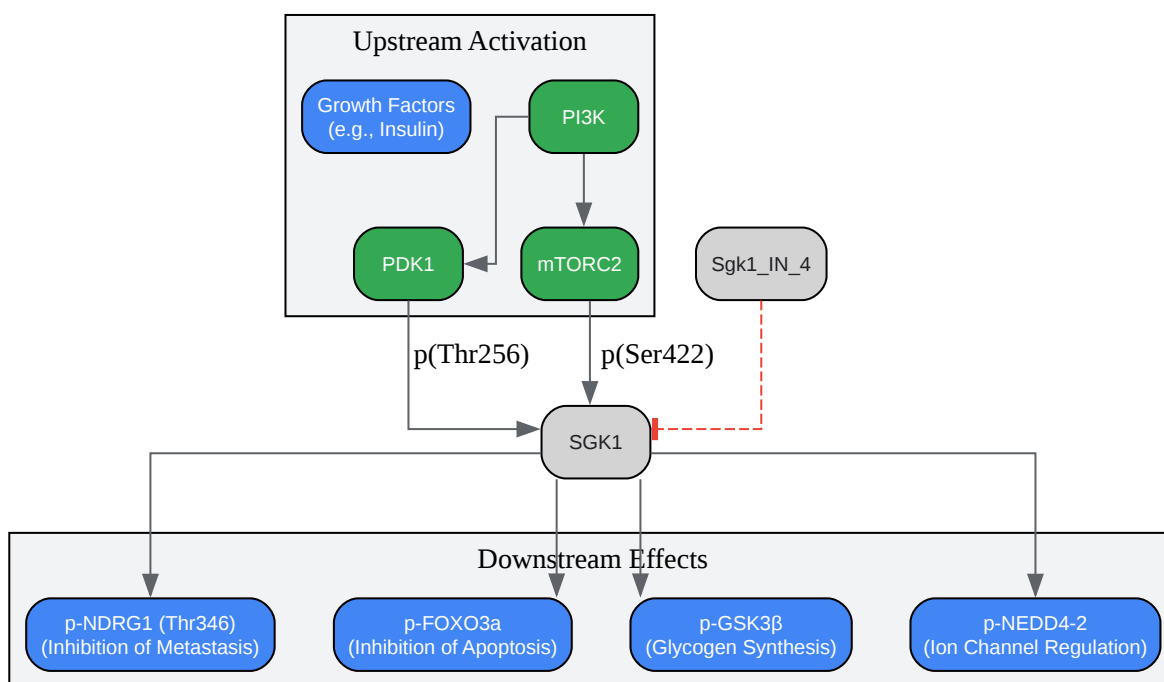 Upstream Activation
Growth Factors
(e.g., Insulin)
PI3K
PDK1
mTORC2
Sgk1_IN_4
p(Thr256)
p(Ser422)
SGK1
Downstream Effects
p-NDRG1 (Thr346)
(Inhibition of Metastasis)
p-FOXO3a
(Inhibition of Apoptosis)
p-GSK3β
(Glycogen Synthesis)
p-NEDD4-2
(Ion Channel Regulation)